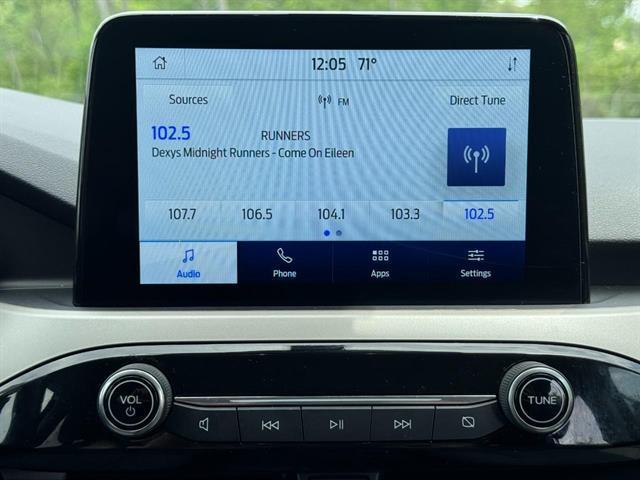 12:05 71°
Sources FM Direct Tune
102.5 RUNNERS
Dexys Midnight Runners - Come On Eileen
107.7 106.5 104.1 103.3 102.5
Audio Phone Apps Settings
VOL TUNE